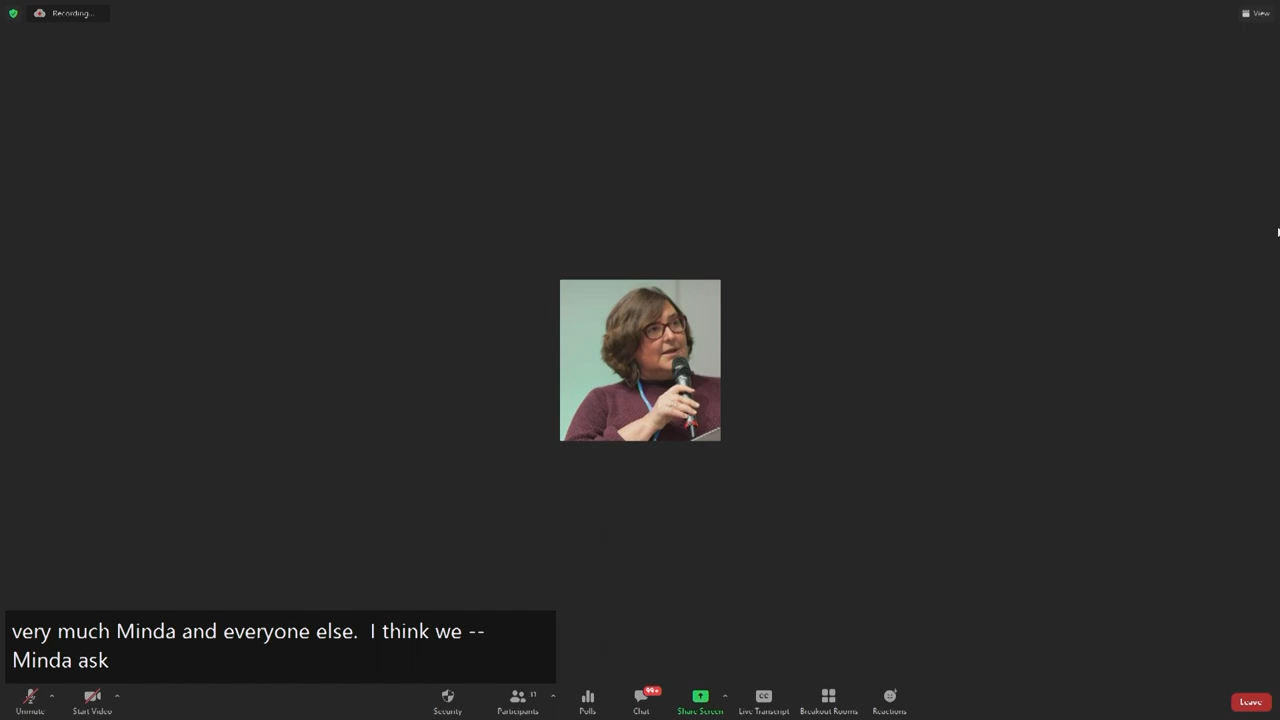 Recording...
View
very much Minda and everyone else.  I think we --
Minda ask
Unmute
Start Video
Security
Participants
11
Polls
Chat
99+
Share Screen
CC
Live Transcript
Breakout Rooms
Reactions
Leave